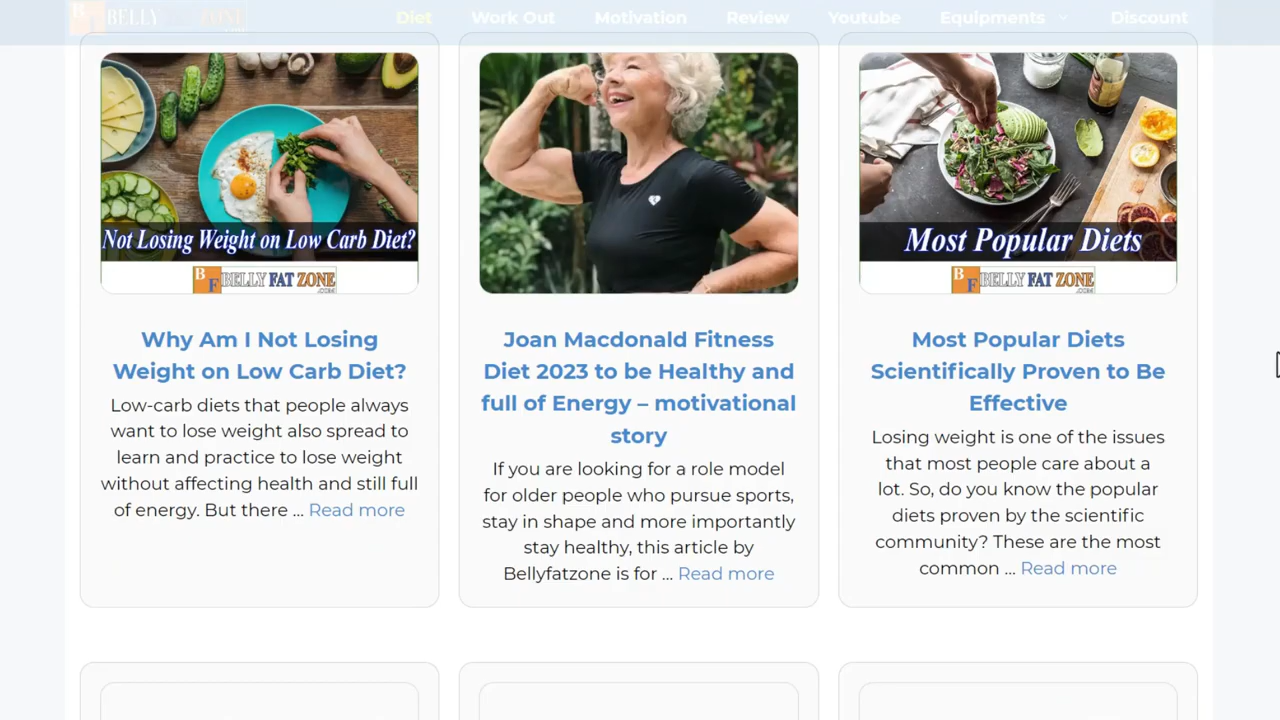 BELLY FAT ZONE
Diet Work Out Motivation Review Youtube Equipments Discount
Not Losing Weight on Low Carb Diet?
BF BELLY FAT ZONE .COM
Most Popular Diets
BF BELLY FAT ZONE .COM
Why Am I Not Losing
Weight on Low Carb Diet?
Low-carb diets that people always
want to lose weight also spread to
learn and practice to lose weight
without affecting health and still full
of energy. But there ... Read more
Joan Macdonald Fitness
Diet 2023 to be Healthy and
full of Energy – motivational
story
If you are looking for a role model
for older people who pursue sports,
stay in shape and more importantly
stay healthy, this article by
Bellyfatzone is for ... Read more
Most Popular Diets
Scientifically Proven to Be
Effective
Losing weight is one of the issues
that most people care about a
lot. So, do you know the popular
diets proven by the scientific
community? These are the most
common ... Read more